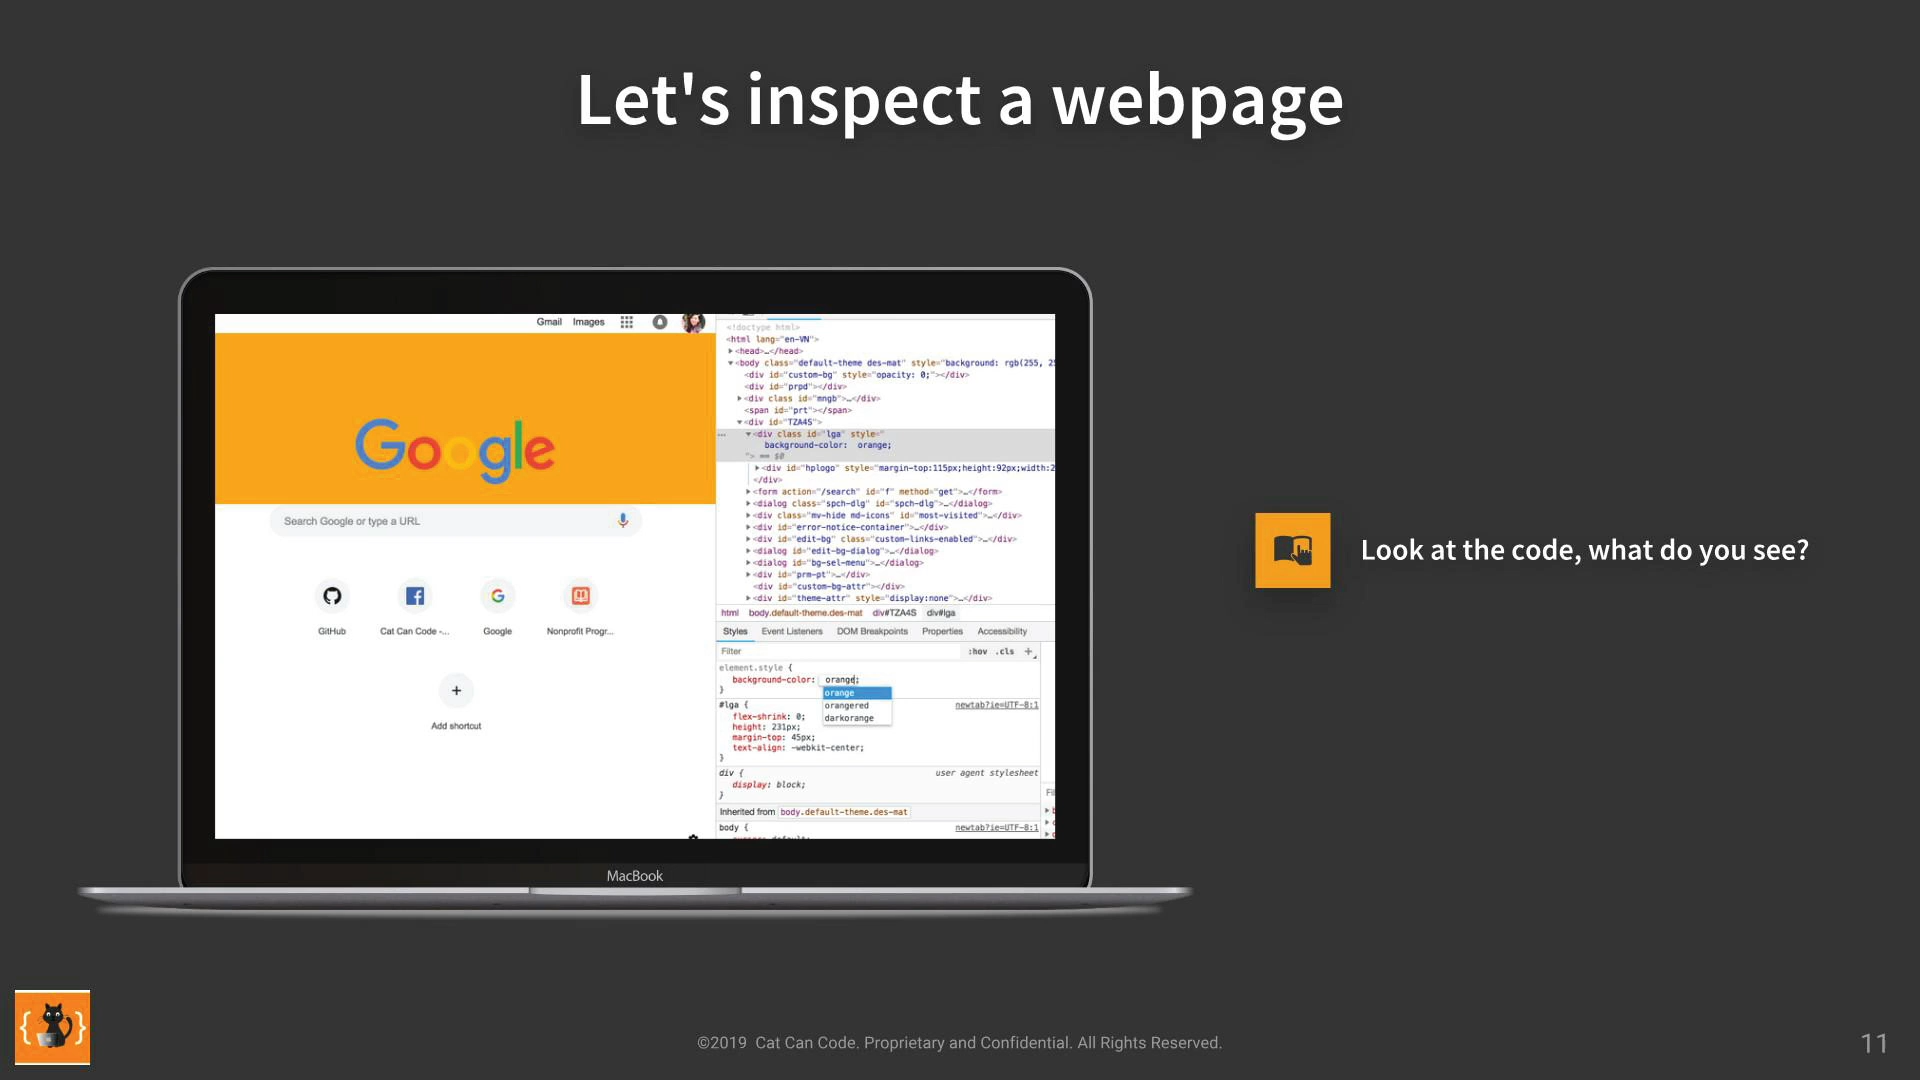 Let's inspect a webpage
Gmail Images
Google
Search Google or type a URL
GitHub
Cat Can Code -...
Google
Nonprofit Progr...
+
Add shortcut
<!doctype html>
<html lang="en-VN">
<head>…</head>
<body class="default-theme des-mat" style="background: rgb(255, 25
<div id="custom-bg" style="opacity: 0;"></div>
<div id="prpd"></div>
<div class id="mngb">…</div>
<span id="prt"></span>
<div id="TZA4S">
<div class id="lga" style="
background-color: orange;
"> == $0
<div id="hplogo" style="margin-top:115px;height:92px;width:2
</div>
<form action="/search" id="f" method="get">…</form>
<dialog class="spch-dlg" id="spch-dlg">…</dialog>
<div class="mv-hide md-icons" id="most-visited">…</div>
<div id="error-notice-container">…</div>
<div id="edit-bg" class="custom-links-enabled">…</div>
<dialog id="edit-bg-dialog">…</dialog>
<dialog id="bg-sel-menu">…</dialog>
<div id="prm-pt">…</div>
<div id="custom-bg-attr"></div>
<div id="theme-attr" style="display:none">…</div>
html body.default-theme.des-mat div#TZA4S div#lga
Styles Event Listeners DOM Breakpoints Properties Accessibility
Filter :hov .cls +
element.style {
background-color: orange;
}
orange
orangered
darkorange
#lga { newtab?ie=UTF-8:1
flex-shrink: 0;
height: 231px;
margin-top: 45px;
text-align: -webkit-center;
}
div { user agent stylesheet
display: block;
}
Inherited from body.default-theme.des-mat
body { newtab?ie=UTF-8:1
MacBook
Look at the code, what do you see?
{ }
©2019 Cat Can Code. Proprietary and Confidential. All Rights Reserved.
11